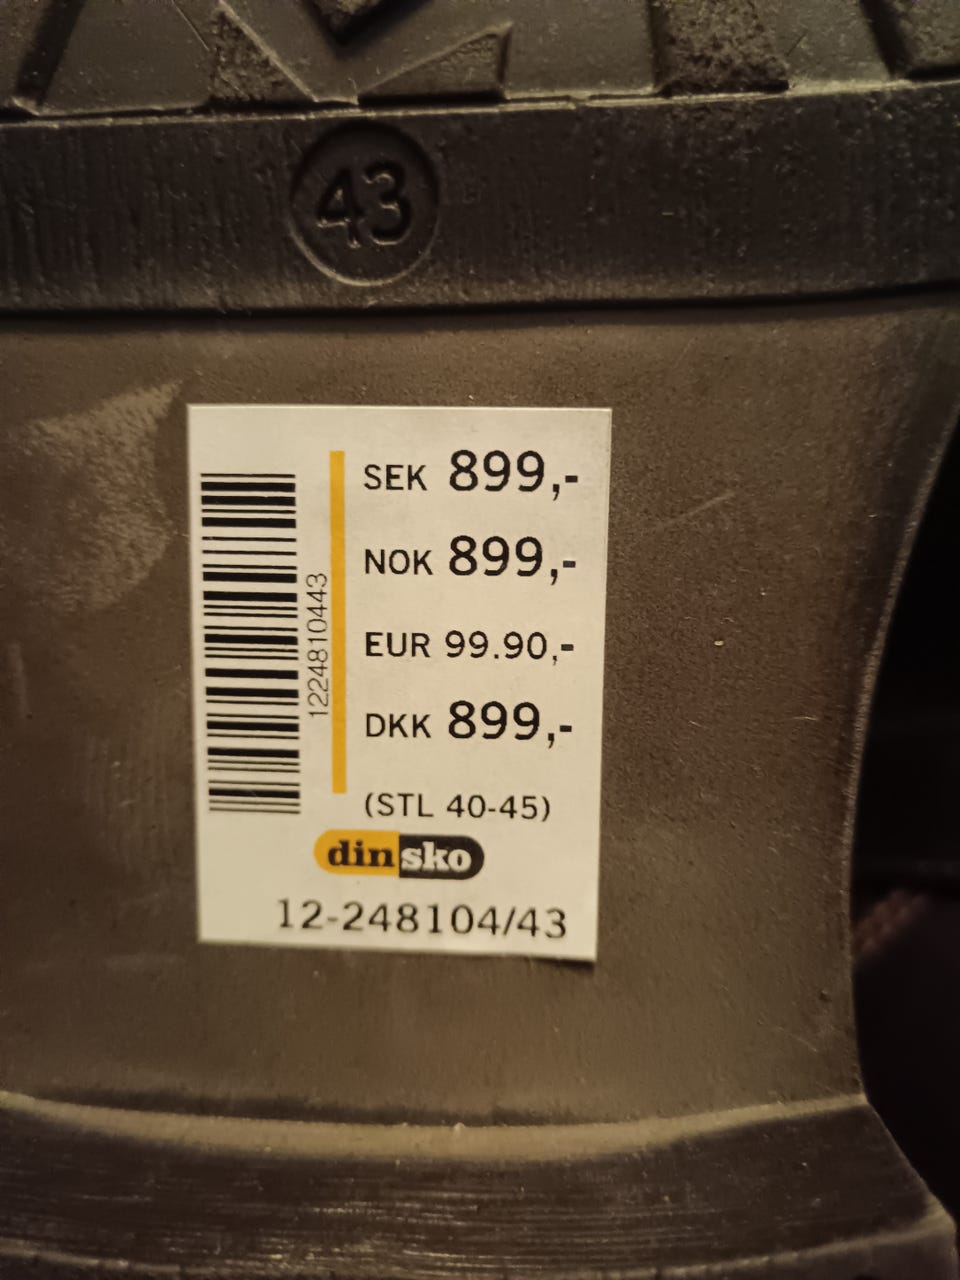 43
SEK 899,-
NOK 899,-
EUR 99.90,-
DKK 899,-
(STL 40-45)
1224810443
dinsko
12-248104/43